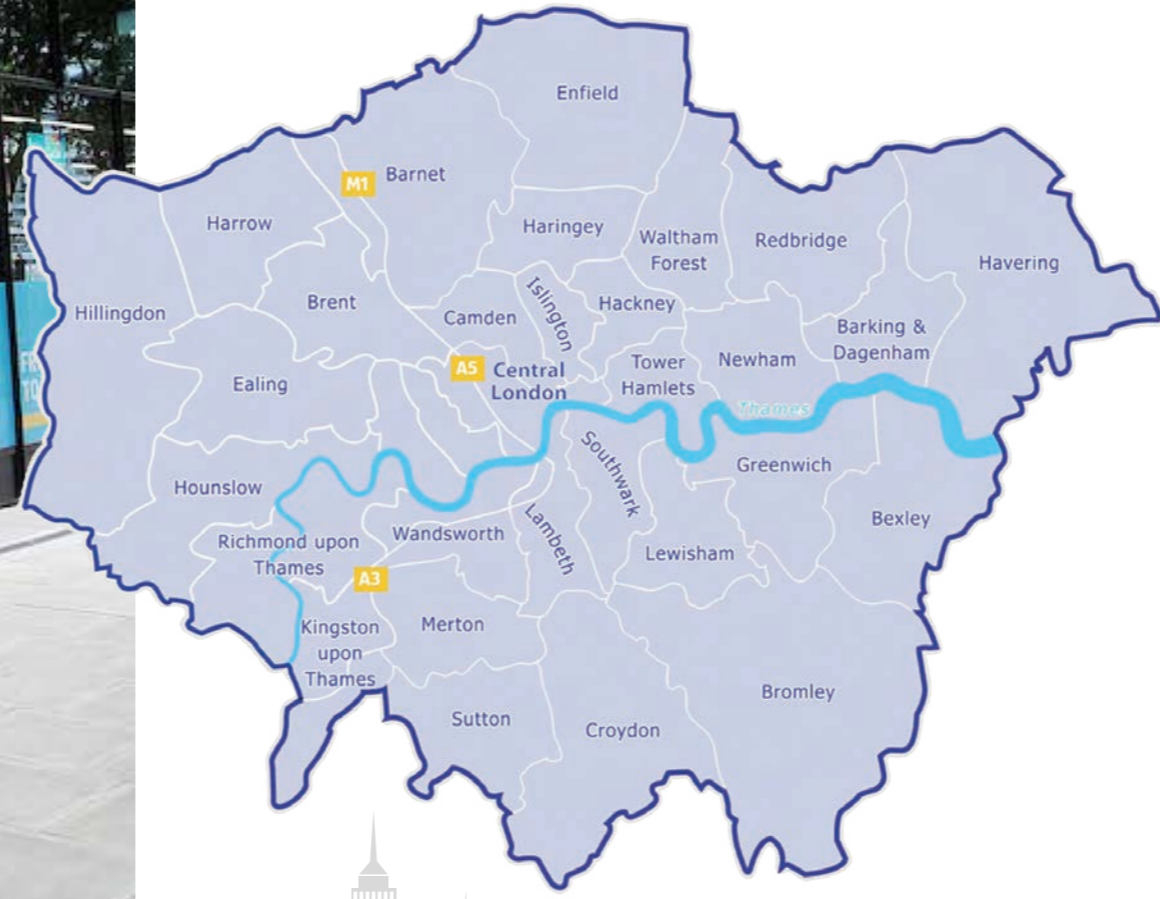 Enfield
M1
Barnet
Harrow
Haringey
Waltham
Forest
Redbridge
Havering
Hillingdon
Brent
Camden
Islington
Hackney
Barking &
Dagenham
Ealing
A5
Central
London
Tower
Hamlets
Newham
Thames
Southwark
Greenwich
Hounslow
Bexley
Richmond upon
Thames
Wandsworth
Lambeth
Lewisham
A3
Kingston
upon
Thames
Merton
Bromley
Sutton
Croydon